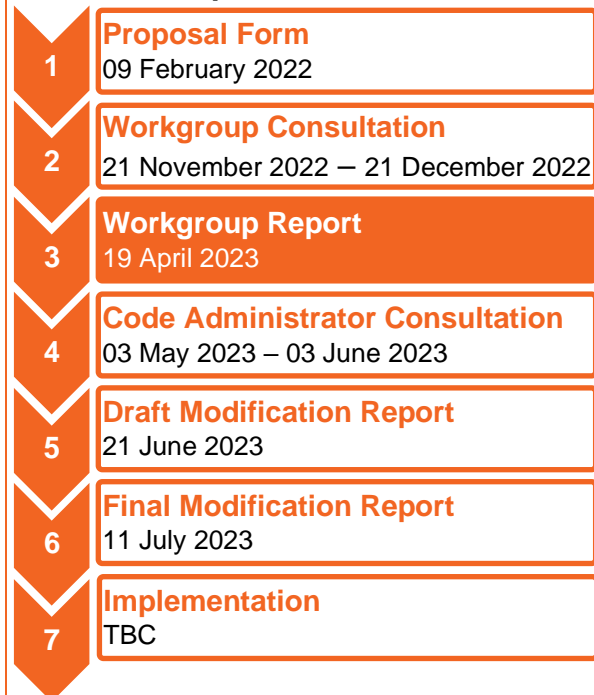 1
Proposal Form
09 February 2022
2
Workgroup Consultation
21 November 2022 – 21 December 2022
3
Workgroup Report
19 April 2023
4
Code Administrator Consultation
03 May 2023 – 03 June 2023
5
Draft Modification Report
21 June 2023
6
Final Modification Report
11 July 2023
7
Implementation
TBC